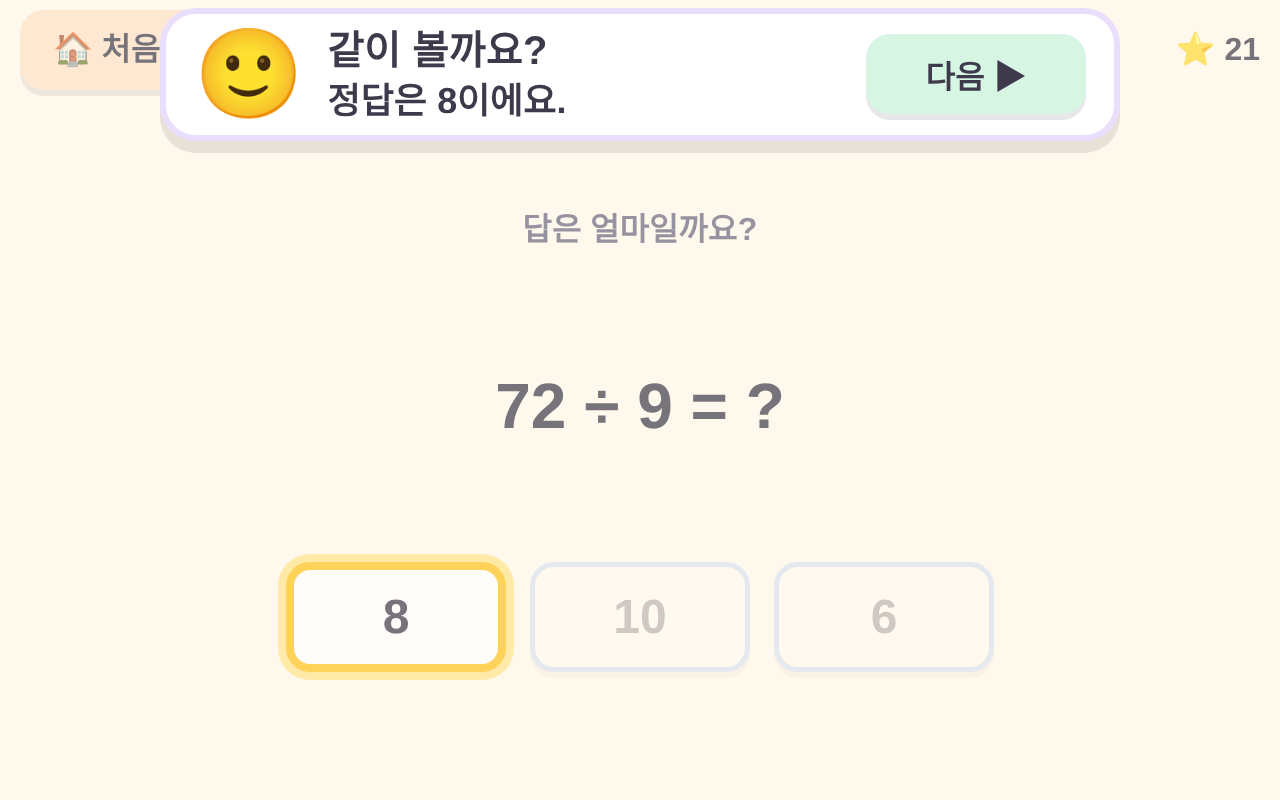 처음
같이 볼까요?
정답은 8이에요.
다음 ▶
⭐ 21
답은 얼마일까요?
72 ÷ 9 = ?
8
10
6